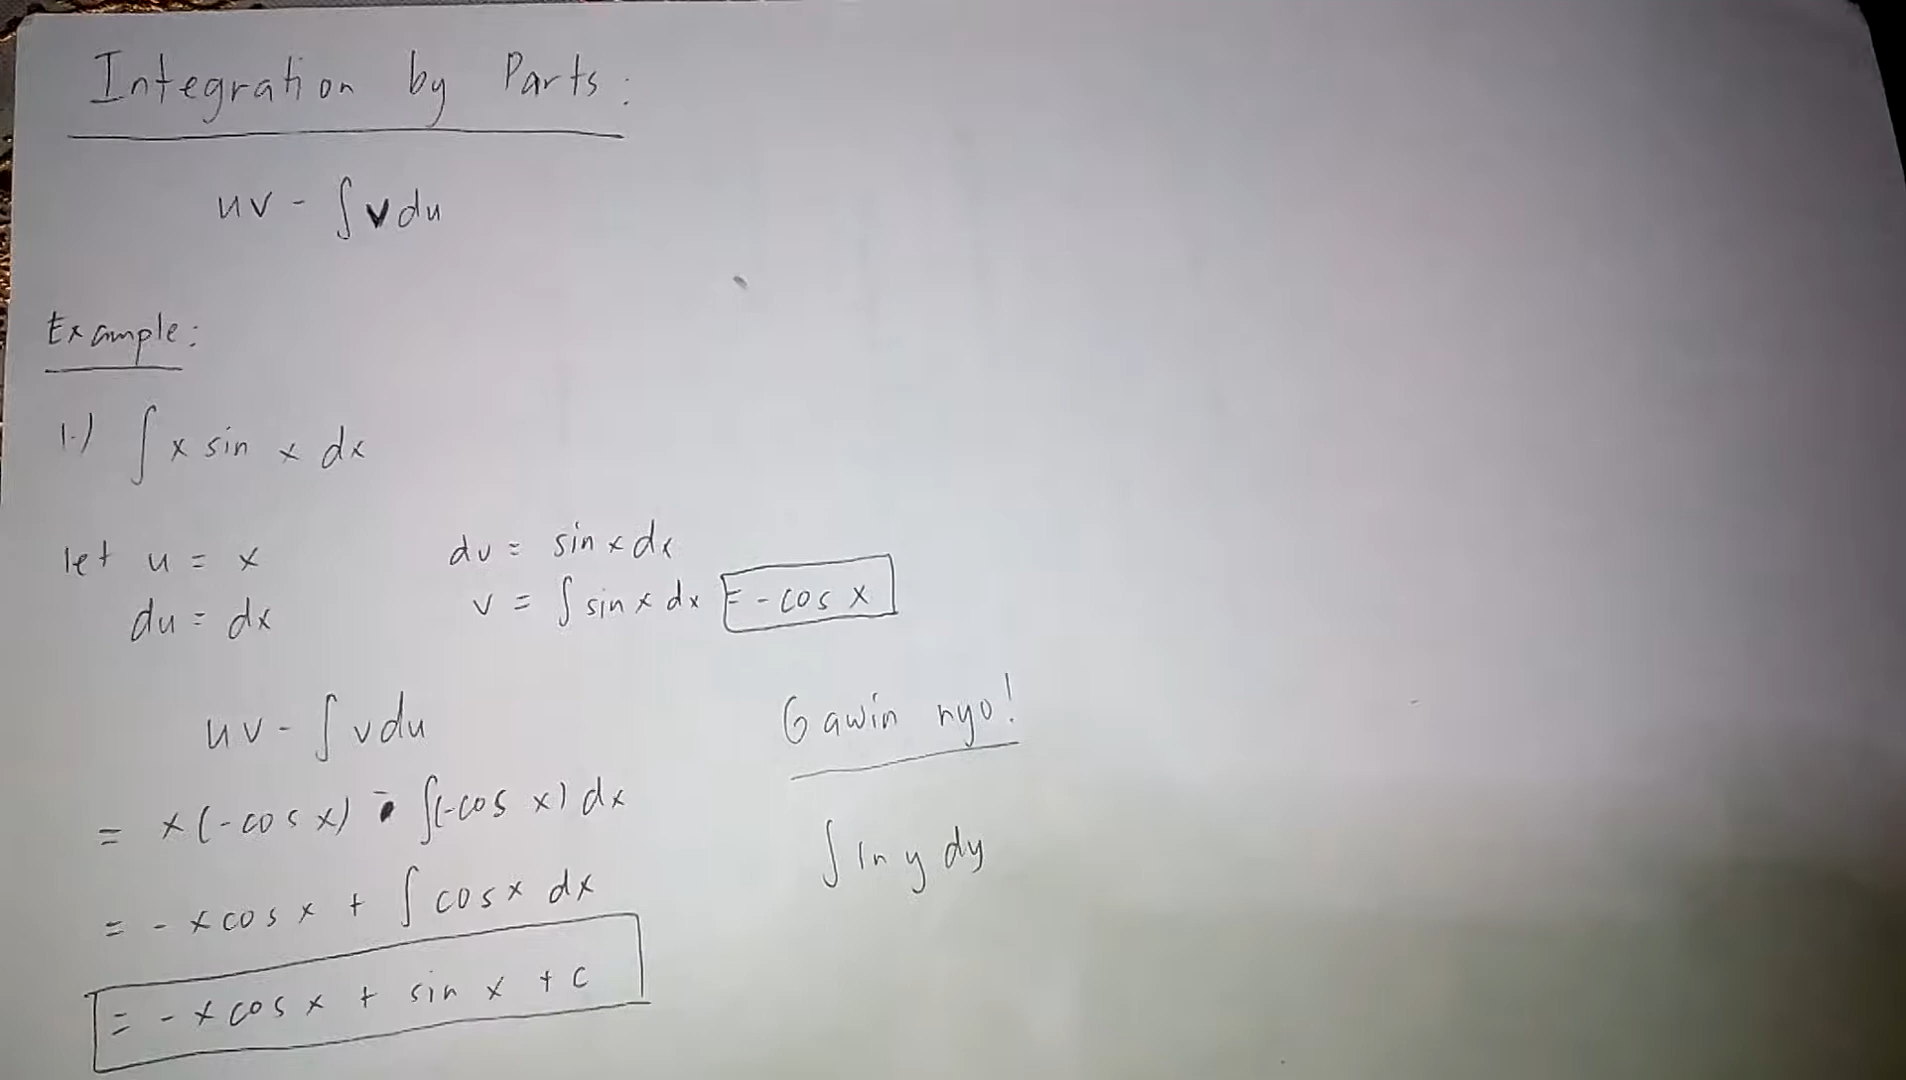 Integration by Parts:
uv - ∫vdu
Example:
1.) ∫ x sin x dx
let u = x
du = dx
dv = sin x dx
v = ∫ sin x dx = - cos x
uv - ∫ vdu
= x(-cos x) - ∫(-cos x) dx
= - x cos x + ∫ cos x dx
= - x cos x + sin x + c
Gawin nyo!
∫ ln y dy